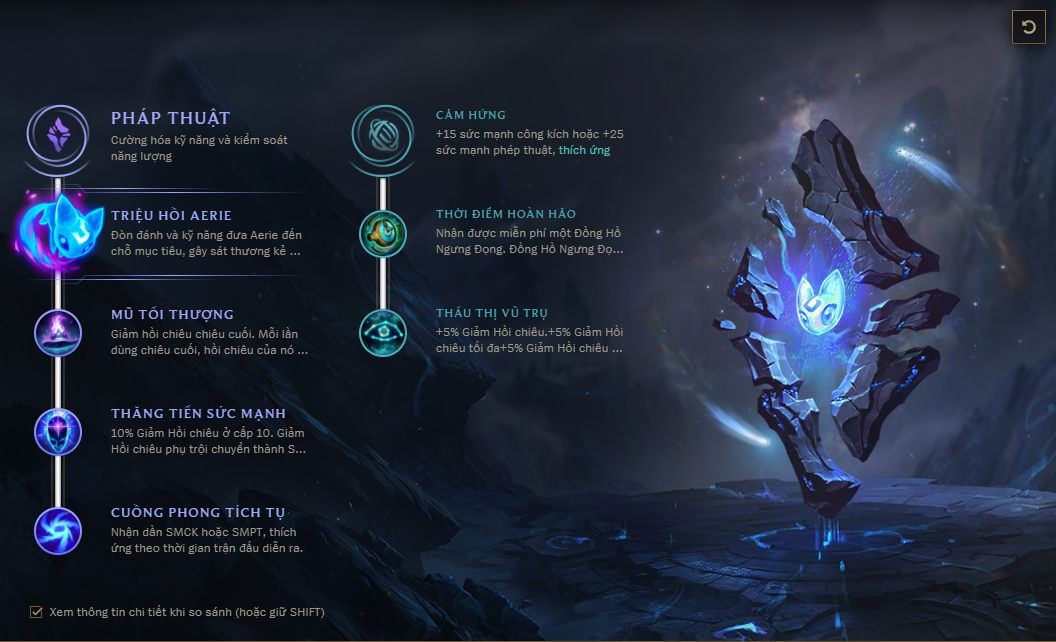 PHÁP THUẬT
Cường hóa kỹ năng và kiểm soát
năng lượng
TRIỆU HỒI AERIE
Đòn đánh và kỹ năng đưa Aerie đến
chỗ mục tiêu, gây sát thương kẻ ...
MŨ TỐI THƯỢNG
Giảm hồi chiêu chiêu cuối. Mỗi lần
dùng chiêu cuối, hồi chiêu của nó ...
THĂNG TIẾN SỨC MẠNH
10% Giảm Hồi chiêu ở cấp 10. Giảm
Hồi chiêu phụ trội chuyển thành S...
CUỒNG PHONG TÍCH TỤ
Nhận dần SMCK hoặc SMPT, thích
ứng theo thời gian trận đấu diễn ra.
CẢM HỨNG
+15 sức mạnh công kích hoặc +25
sức mạnh phép thuật, thích ứng
THỜI ĐIỂM HOÀN HẢO
Nhận được miễn phí một Đồng Hồ
Ngưng Đọng. Đồng Hồ Ngưng Đọ...
THẤU THỊ VŨ TRỤ
+5% Giảm Hồi chiêu.+5% Giảm Hồi
chiêu tối đa+5% Giảm Hồi chiêu ...
Xem thông tin chi tiết khi so sánh (hoặc giữ SHIFT)